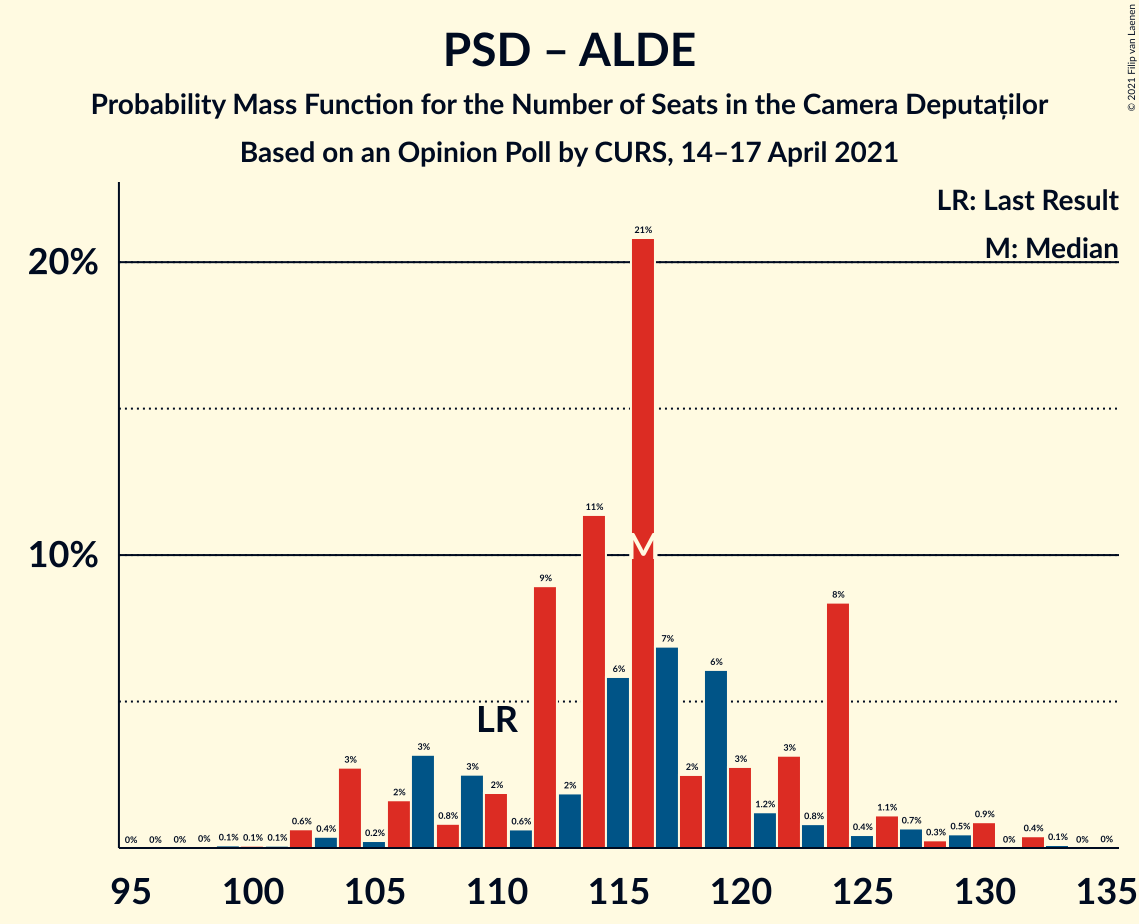 PSD – ALDE
Probability Mass Function for the Number of Seats in the Camera Deputaților
Based on an Opinion Poll by CURS, 14–17 April 2021
© 2021 Filip van Laenen
LR: Last Result
M: Median
20%
10%
0% 0% 0% 0% 0.1% 0.1% 0.1% 0.6% 0.4% 3% 0.2% 2% 3% 0.8% 3% 2% 0.6% 9% 2% 11% 6% 21% 7% 2% 6% 3% 1.2% 3% 0.8% 8% 0.4% 1.1% 0.7% 0.3% 0.5% 0.9% 0% 0.4% 0.1% 0% 0%
LR
M
95 100 105 110 115 120 125 130 135